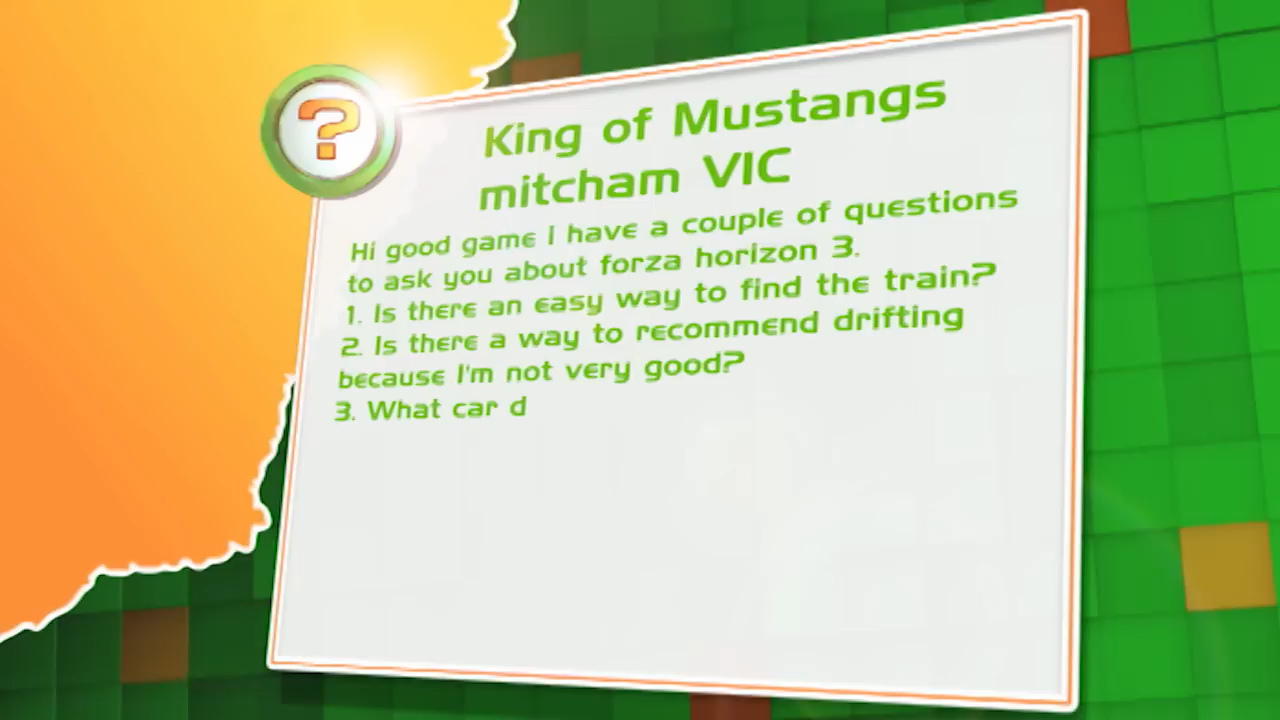 ?
King of Mustangs
mitcham VIC
Hi good game I have a couple of questions
to ask you about forza horizon 3.
1. Is there an easy way to find the train?
2. Is there a way to recommend drifting
because I'm not very good?
3. What car d